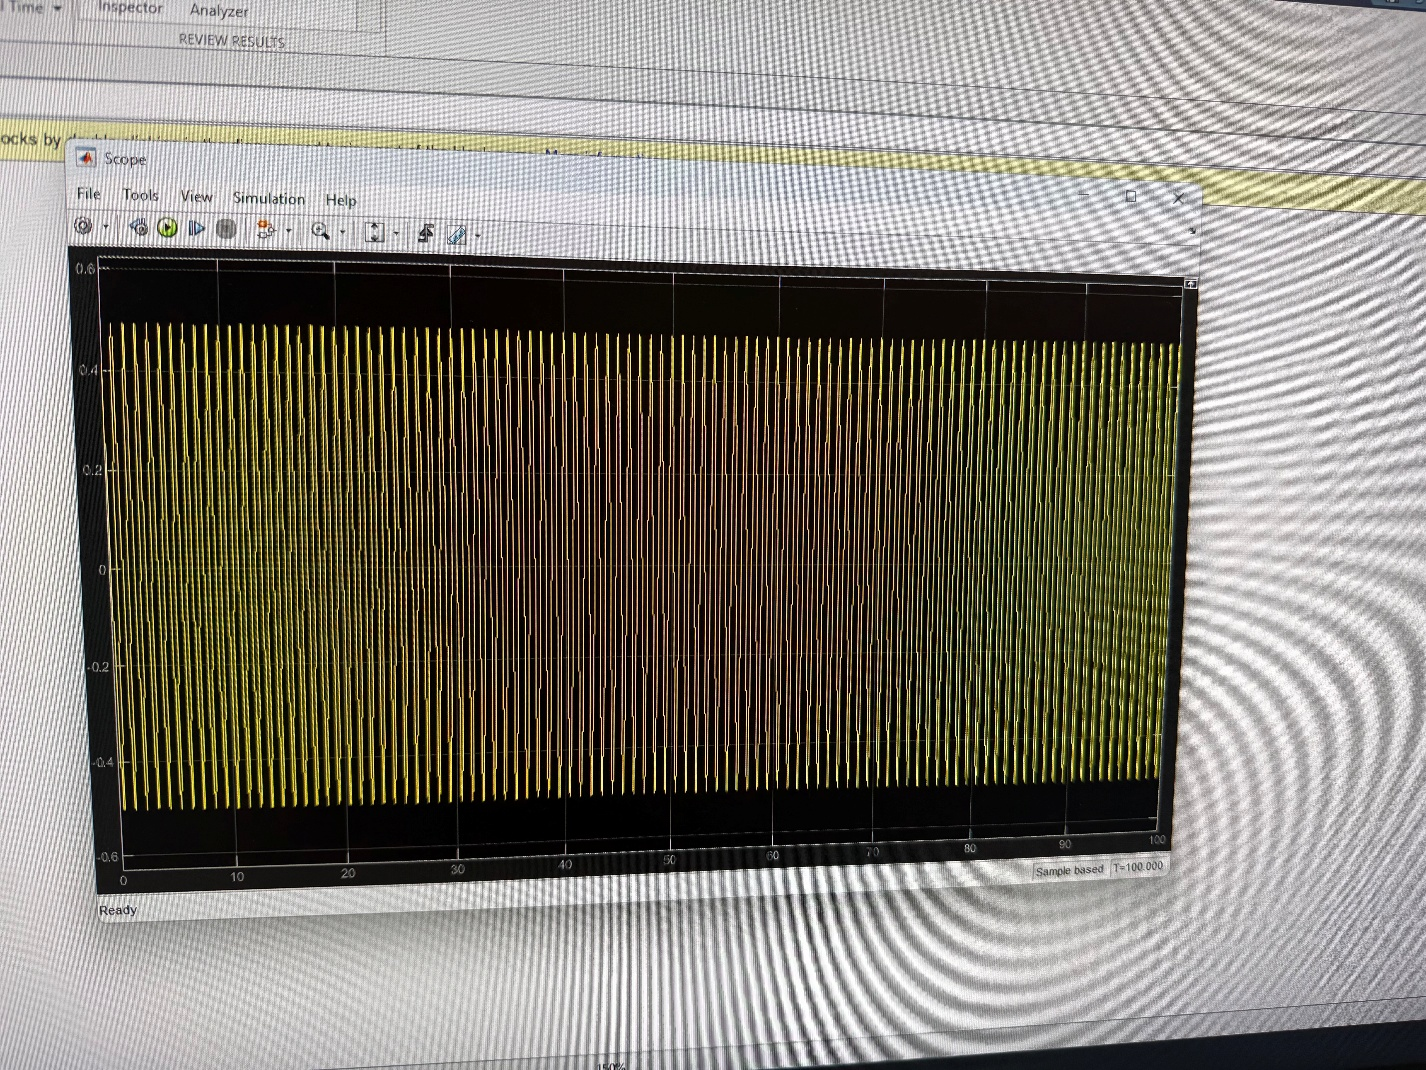 Time
Inspector Analyzer
REVIEW RESULTS
ocks by
Scope
File Tools View Simulation Help
0.6
0.4
0.2
0
-0.2
-0.4
-0.6
0 10 20 30 40 50 60 70 80 90 100
Sample based T=100.000
Ready
150%